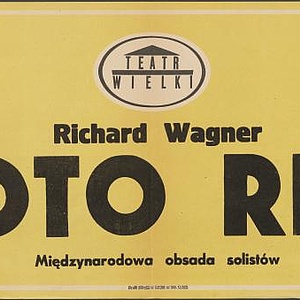 TEATR
WIELKI
Richard Wagner
OTO RE
Międzynarodowa obsada solistów